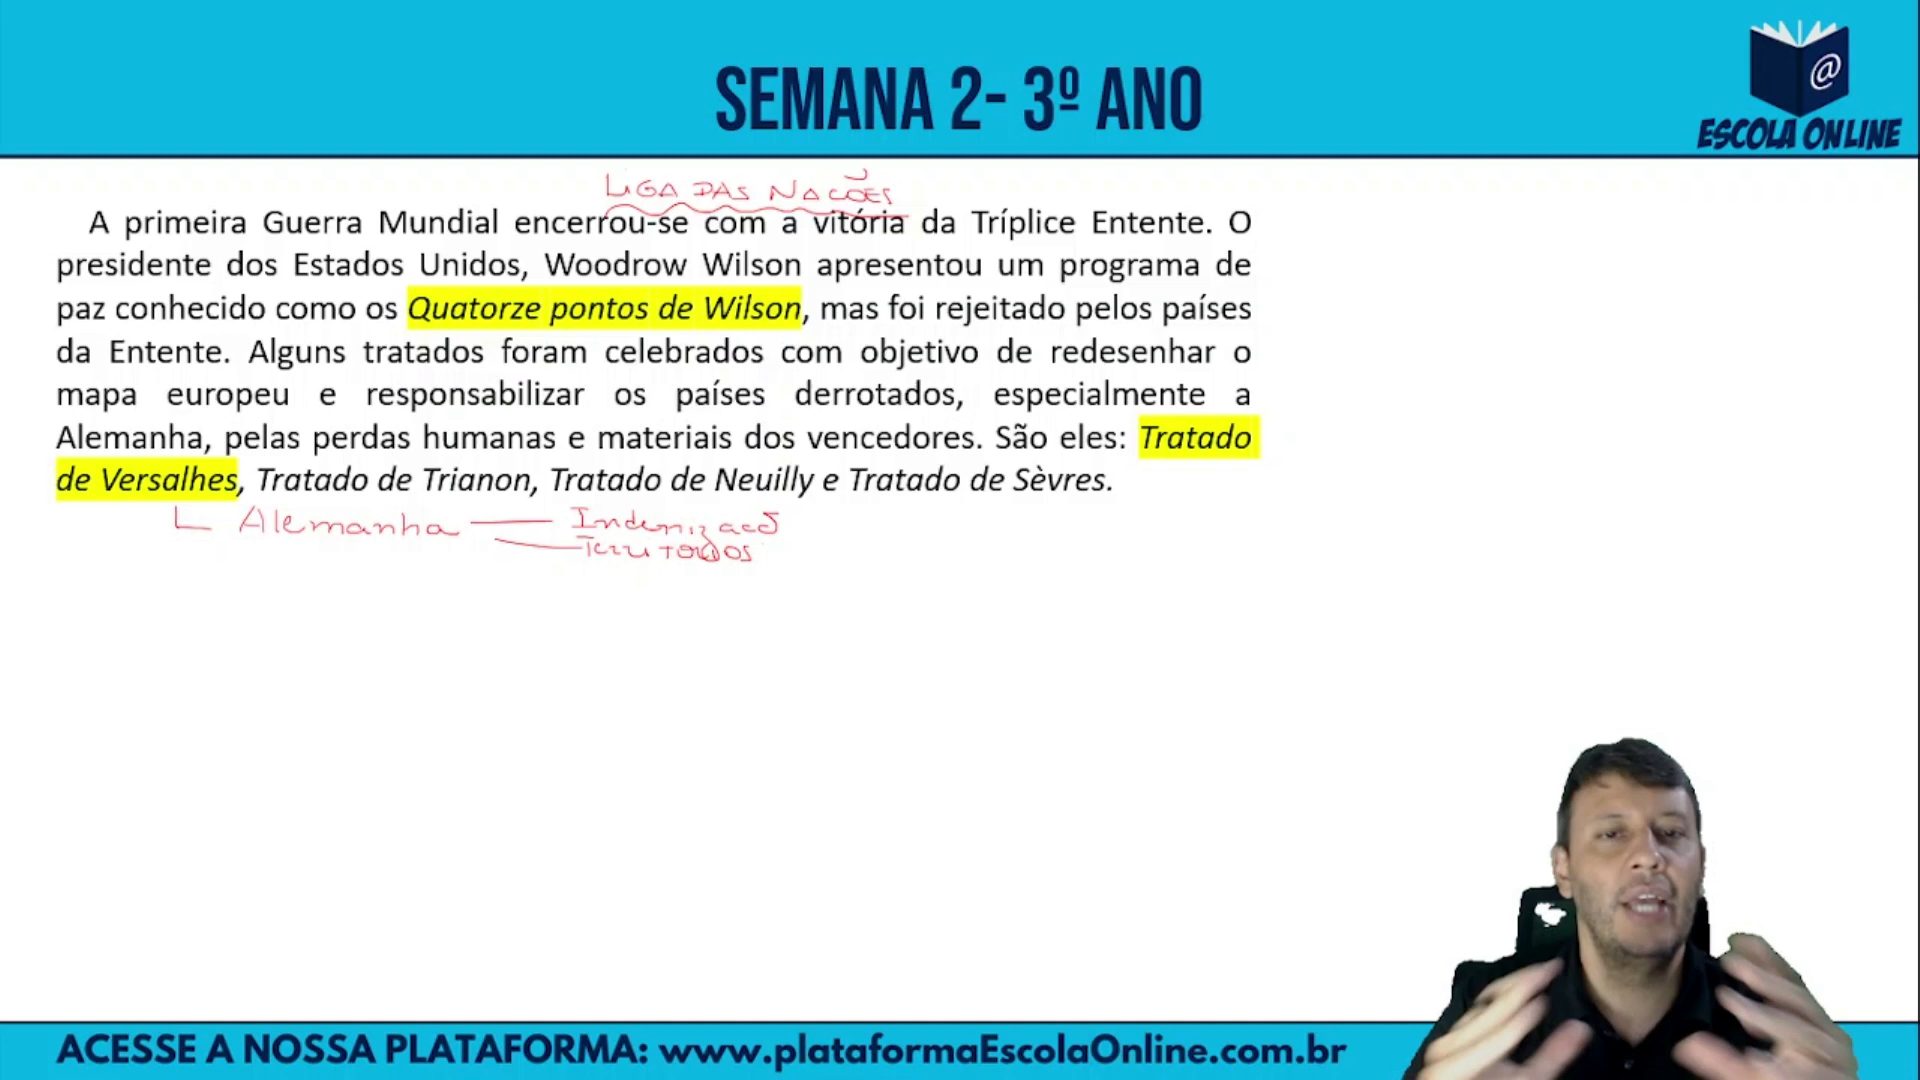 SEMANA 2- 3º ANO
@
ESCOLA ONLINE
LIGA DAS NAÇÕES
A primeira Guerra Mundial encerrou-se com a vitória da Tríplice Entente. O
presidente dos Estados Unidos, Woodrow Wilson apresentou um programa de
paz conhecido como os Quatorze pontos de Wilson, mas foi rejeitado pelos países
da Entente. Alguns tratados foram celebrados com objetivo de redesenhar o
mapa europeu e responsabilizar os países derrotados, especialmente a
Alemanha, pelas perdas humanas e materiais dos vencedores. São eles: Tratado
de Versalhes, Tratado de Trianon, Tratado de Neuilly e Tratado de Sèvres.
Alemanha — Indenização
Territórios
ACESSE A NOSSA PLATAFORMA: www.plataformaEscolaOnline.com.br